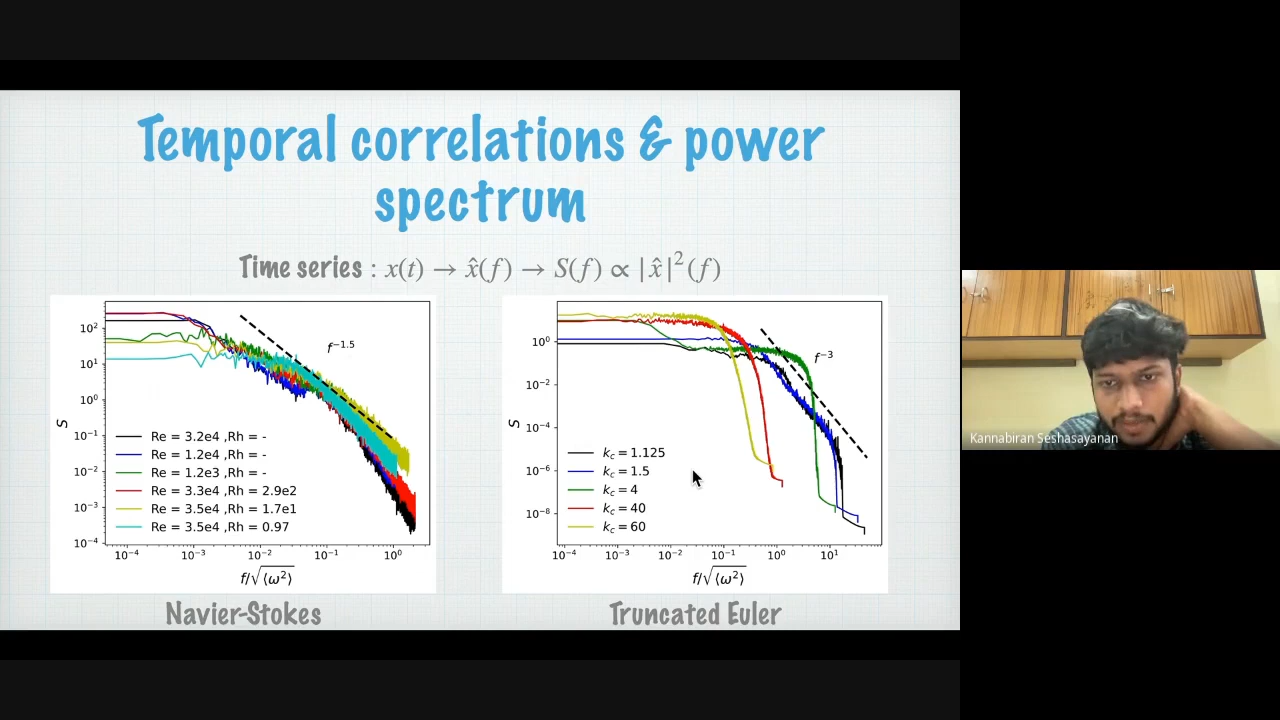 Temporal correlations & power
spectrum
Time series : x(t) → x̂(f) → S(f) ∝ |x̂|²(f)
10²
10¹
10⁰
10⁻¹
10⁻²
10⁻³
10⁻⁴
S
f⁻¹·⁵
Re = 3.2e4 ,Rh = -
Re = 1.2e4 ,Rh = -
Re = 1.2e3 ,Rh = -
Re = 3.3e4 ,Rh = 2.9e2
Re = 3.5e4 ,Rh = 1.7e1
Re = 3.5e4 ,Rh = 0.97
10⁻⁴ 10⁻³ 10⁻² 10⁻¹ 10⁰
f/√⟨ω²⟩
Navier-Stokes
10⁰
10⁻²
10⁻⁴
10⁻⁶
10⁻⁸
S
f⁻³
k_c = 1.125
k_c = 1.5
k_c = 4
k_c = 40
k_c = 60
10⁻⁴ 10⁻³ 10⁻² 10⁻¹ 10⁰ 10¹
f/√⟨ω²⟩
Truncated Euler
Kannabiran Seshasayanan